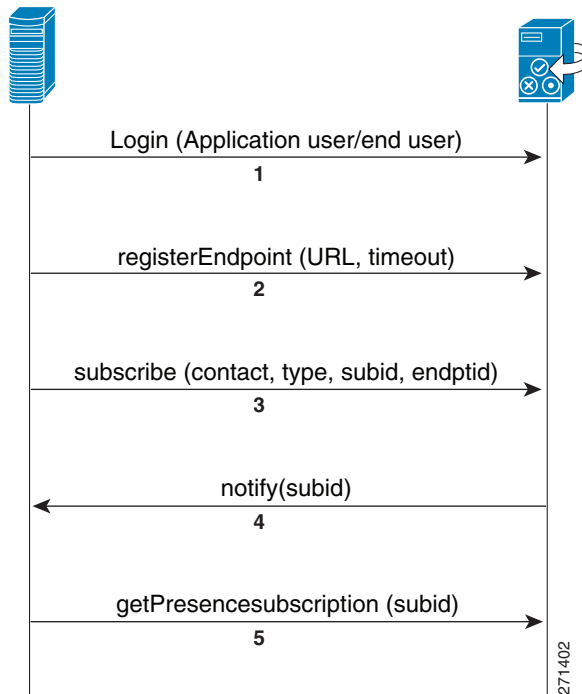 Login (Application user/end user)
1
registerEndpoint (URL, timeout)
2
subscribe (contact, type, subid, endptid)
3
notify(subid)
4
getPresencesubscription (subid)
5
271402